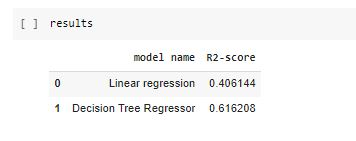 [ ] results
model name R2-score
0 Linear regression 0.406144
1 Decision Tree Regressor 0.616208